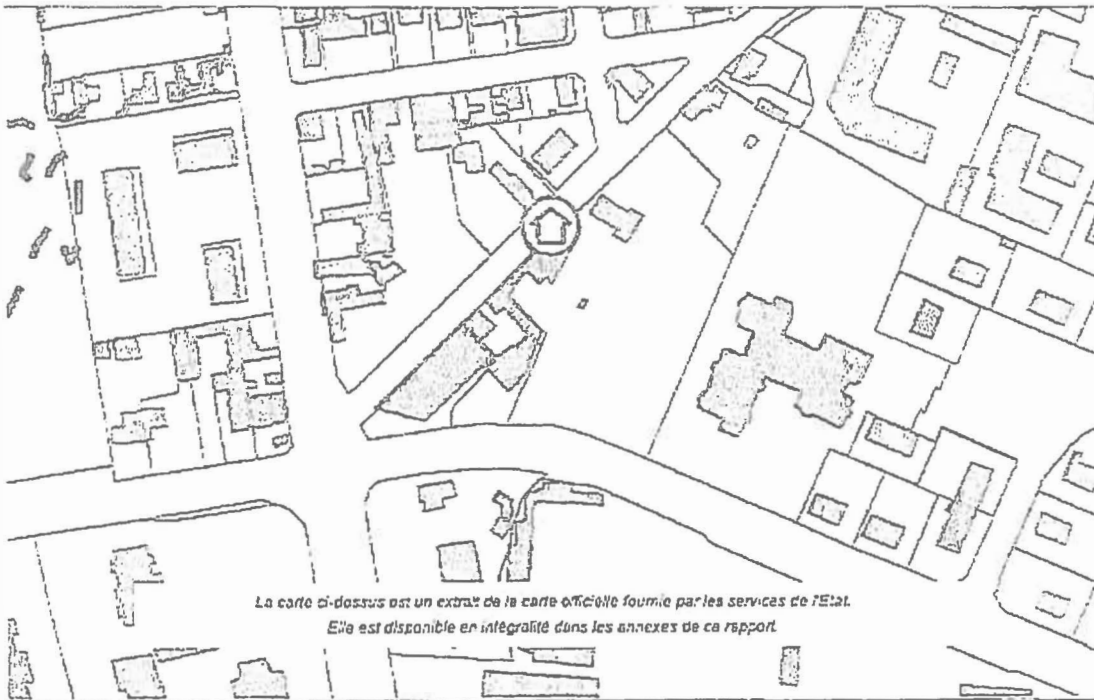 La carte ci-dessus est un extrait de la carte officielle fournie par les services de l'Etat.
Elle est disponible en intégralité dans les annexes de ce rapport.